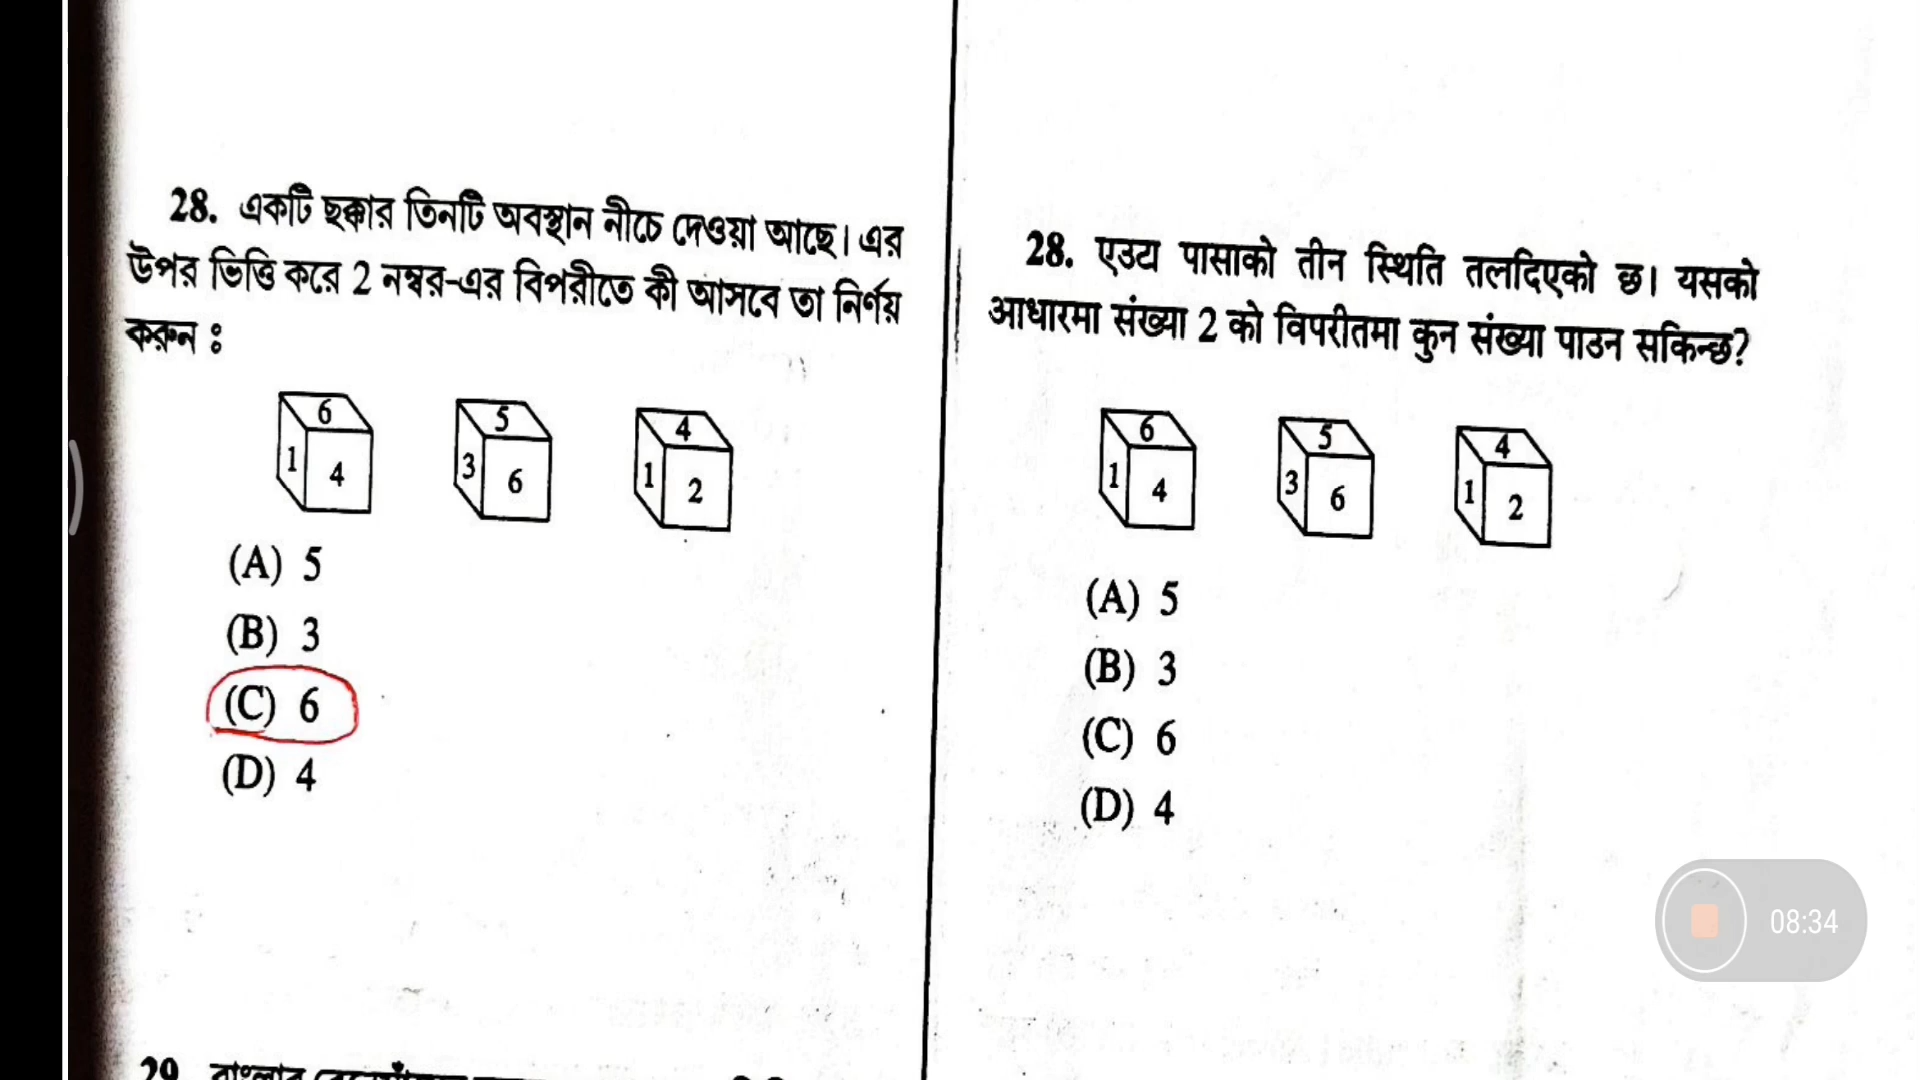 28. একটি ছক্কার তিনটি অবস্থান নীচে দেওয়া আছে। এর
উপর ভিত্তি করে 2 নম্বর-এর বিপরীতে কী আসবে তা নির্ণয়
করুন ঃ
6 5 4
1 4 3 6 1 2
(A) 5
(B) 3
(C) 6
(D) 4
28. एउटा पासाको तीन स्थिति तलदिएको छ। यसको
आधारमा संख्या 2 को विपरीतमा कुन संख्या पाउन सकिन्छ?
6 5 4
1 4 3 6 1 2
(A) 5
(B) 3
(C) 6
(D) 4
08:34
29